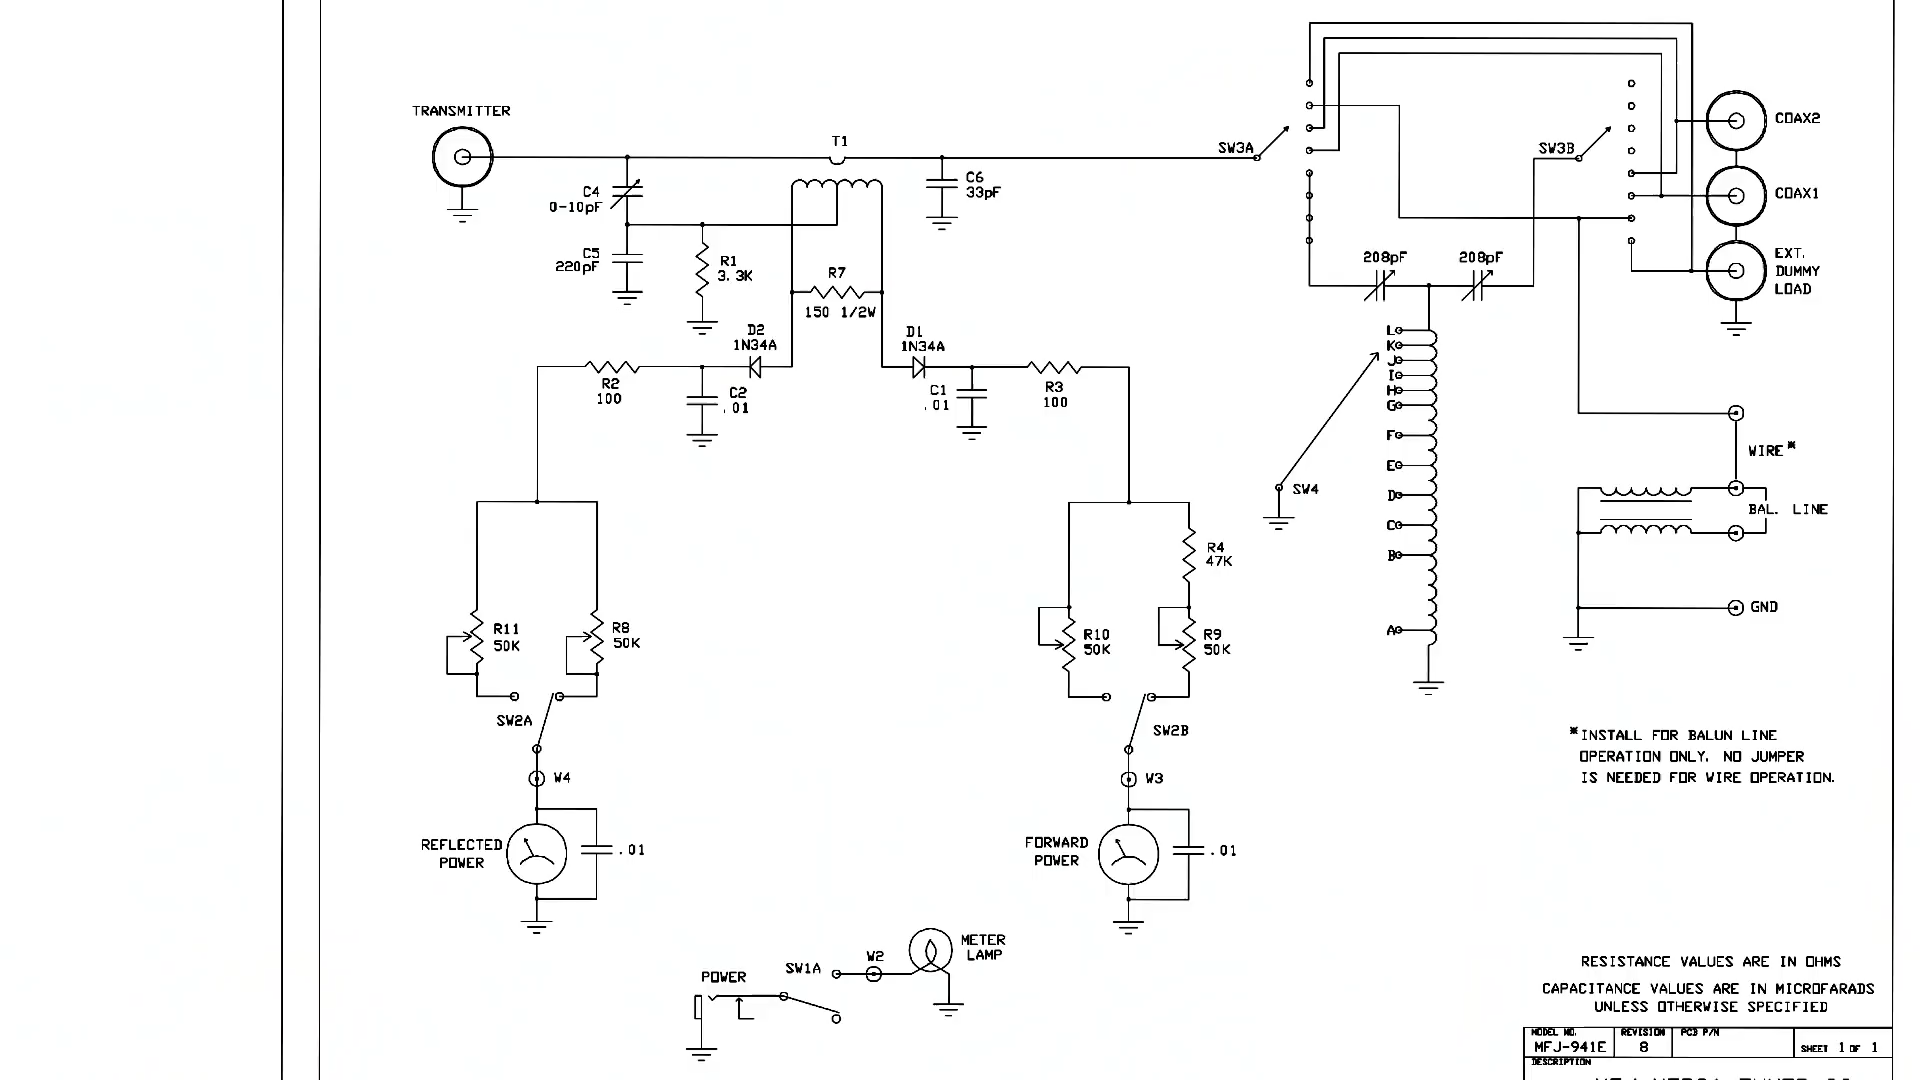 TRANSMITTER
T1
C4
0-10pF
C6
33pF
C5
220pF
R1
3.3K
R7
150 1/2W
D2
1N34A
D1
1N34A
R2
100
C2
.01
C1
.01
R3
100
SW3A
SW3B
COAX2
COAX1
EXT.
DUMMY
LOAD
208pF
208pF
L
K
J
I
H
G
F
E
D
C
B
A
SW4
WIRE*
BAL. LINE
GND
R11
50K
R8
50K
R4
47K
R10
50K
R9
50K
SW2A
SW2B
W4
W3
REFLECTED
POWER
.01
FORWARD
POWER
.01
*INSTALL FOR BALUN LINE
OPERATION ONLY. NO JUMPER
IS NEEDED FOR WIRE OPERATION.
POWER
SW1A
W2
METER
LAMP
RESISTANCE VALUES ARE IN OHMS
CAPACITANCE VALUES ARE IN MICROFARADS
UNLESS OTHERWISE SPECIFIED
MODEL NO.
MFJ-941E
REVISION
8
PCB P/N
SHEET 1 OF 1
DESCRIPTION